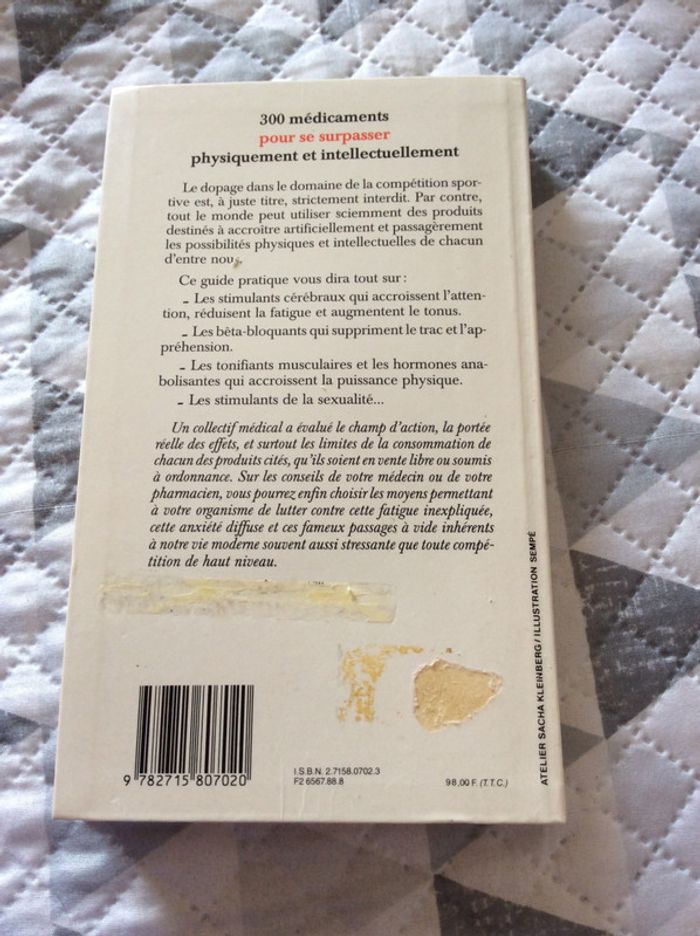 300 médicaments
pour se surpasser
physiquement et intellectuellement
Le dopage dans le domaine de la compétition spor-
tive est, à juste titre, strictement interdit. Par contre,
tout le monde peut utiliser sciemment des produits
destinés à accroître artificiellement et passagèrement
les possibilités physiques et intellectuelles de chacun
d'entre nous.
Ce guide pratique vous dira tout sur :
- Les stimulants cérébraux qui accroissent l'atten-
tion, réduisent la fatigue et augmentent le tonus.
- Les bêta-bloquants qui suppriment le trac et l'ap-
préhension.
- Les tonifiants musculaires et les hormones ana-
bolisantes qui accroissent la puissance physique.
- Les stimulants de la sexualité...
Un collectif médical a évalué le champ d'action, la portée
réelle des effets, et surtout les limites de la consommation de
chacun des produits cités, qu'ils soient en vente libre ou soumis
à ordonnance. Sur les conseils de votre médecin ou de votre
pharmacien, vous pourrez enfin choisir les moyens permettant
à votre organisme de lutter contre cette fatigue inexpliquée,
cette anxiété diffuse et ces fameux passages à vide inhérents
à notre vie moderne souvent aussi stressante que toute compé-
tition de haut niveau.
9 782715 807020
I.S.B.N. 2.7158.0702.3
F2 6567.88.8
98,00 F. (T.T.C.)
ATELIER SACHA KLEINBERG / ILLUSTRATION SEMPÉ